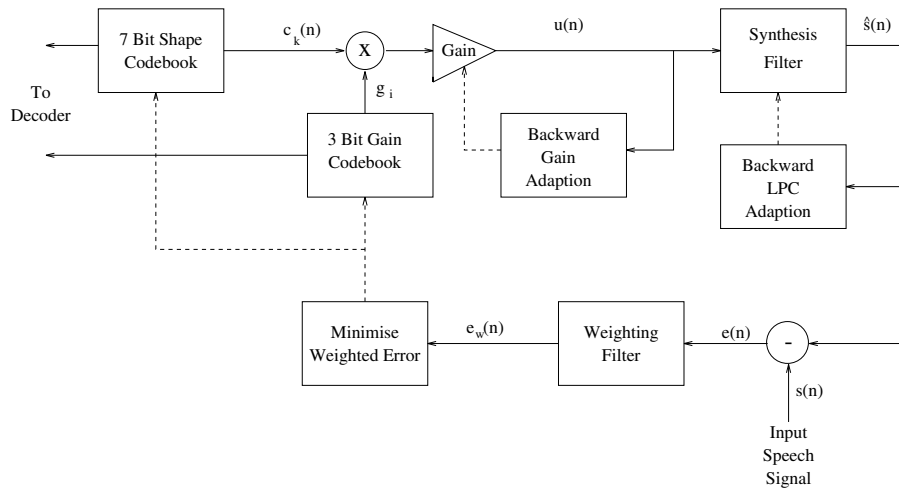 7 Bit Shape
Codebook
c_k(n)
X
Gain
u(n)
Synthesis
Filter
ŝ(n)
To
Decoder
g_i
3 Bit Gain
Codebook
Backward
Gain
Adaption
Backward
LPC
Adaption
Minimise
Weighted Error
e_w(n)
Weighting
Filter
e(n)
-
s(n)
Input
Speech
Signal